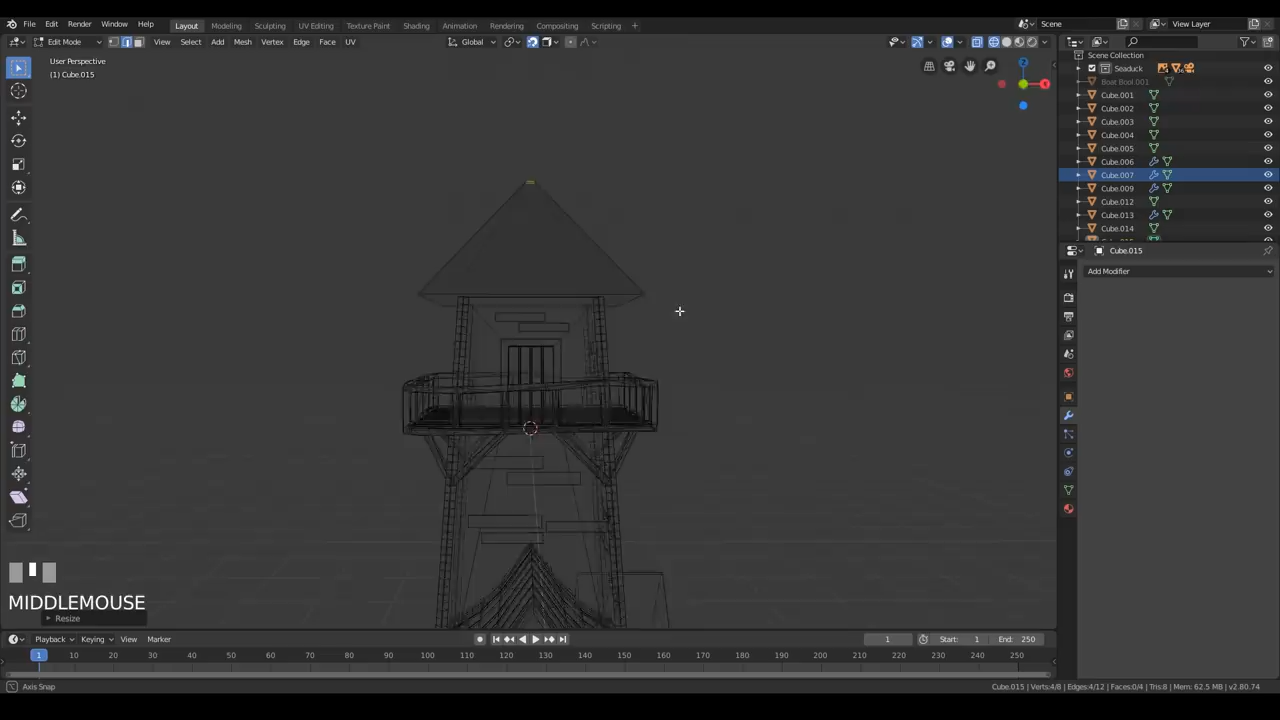 File Edit Render Window Help Layout Modeling Sculpting UV Editing Texture Paint Shading Animation Rendering Compositing Scripting + Scene View Layer
Edit Mode View Select Add Mesh Vertex Edge Face UV Global
User Perspective
(1) Cube.015
Scene Collection
Seaduck
Boat Bool.001
Cube.001
Cube.002
Cube.003
Cube.004
Cube.005
Cube.006
Cube.007
Cube.009
Cube.012
Cube.013
Cube.014
Cube.015
Add Modifier
MIDDLEMOUSE
Resize
Playback Keying View Marker 1 Start: 1 End: 250
1 10 20 30 40 50 60 70 80 90 100 110 120 130 140 150 160 170 180 190 200 210 220 230 240 250
Axis Snap Cube.015 | Verts:4/8 | Edges:4/12 | Faces:0/4 | Tris:8 | Mem: 62.5 MB | v2.80.74